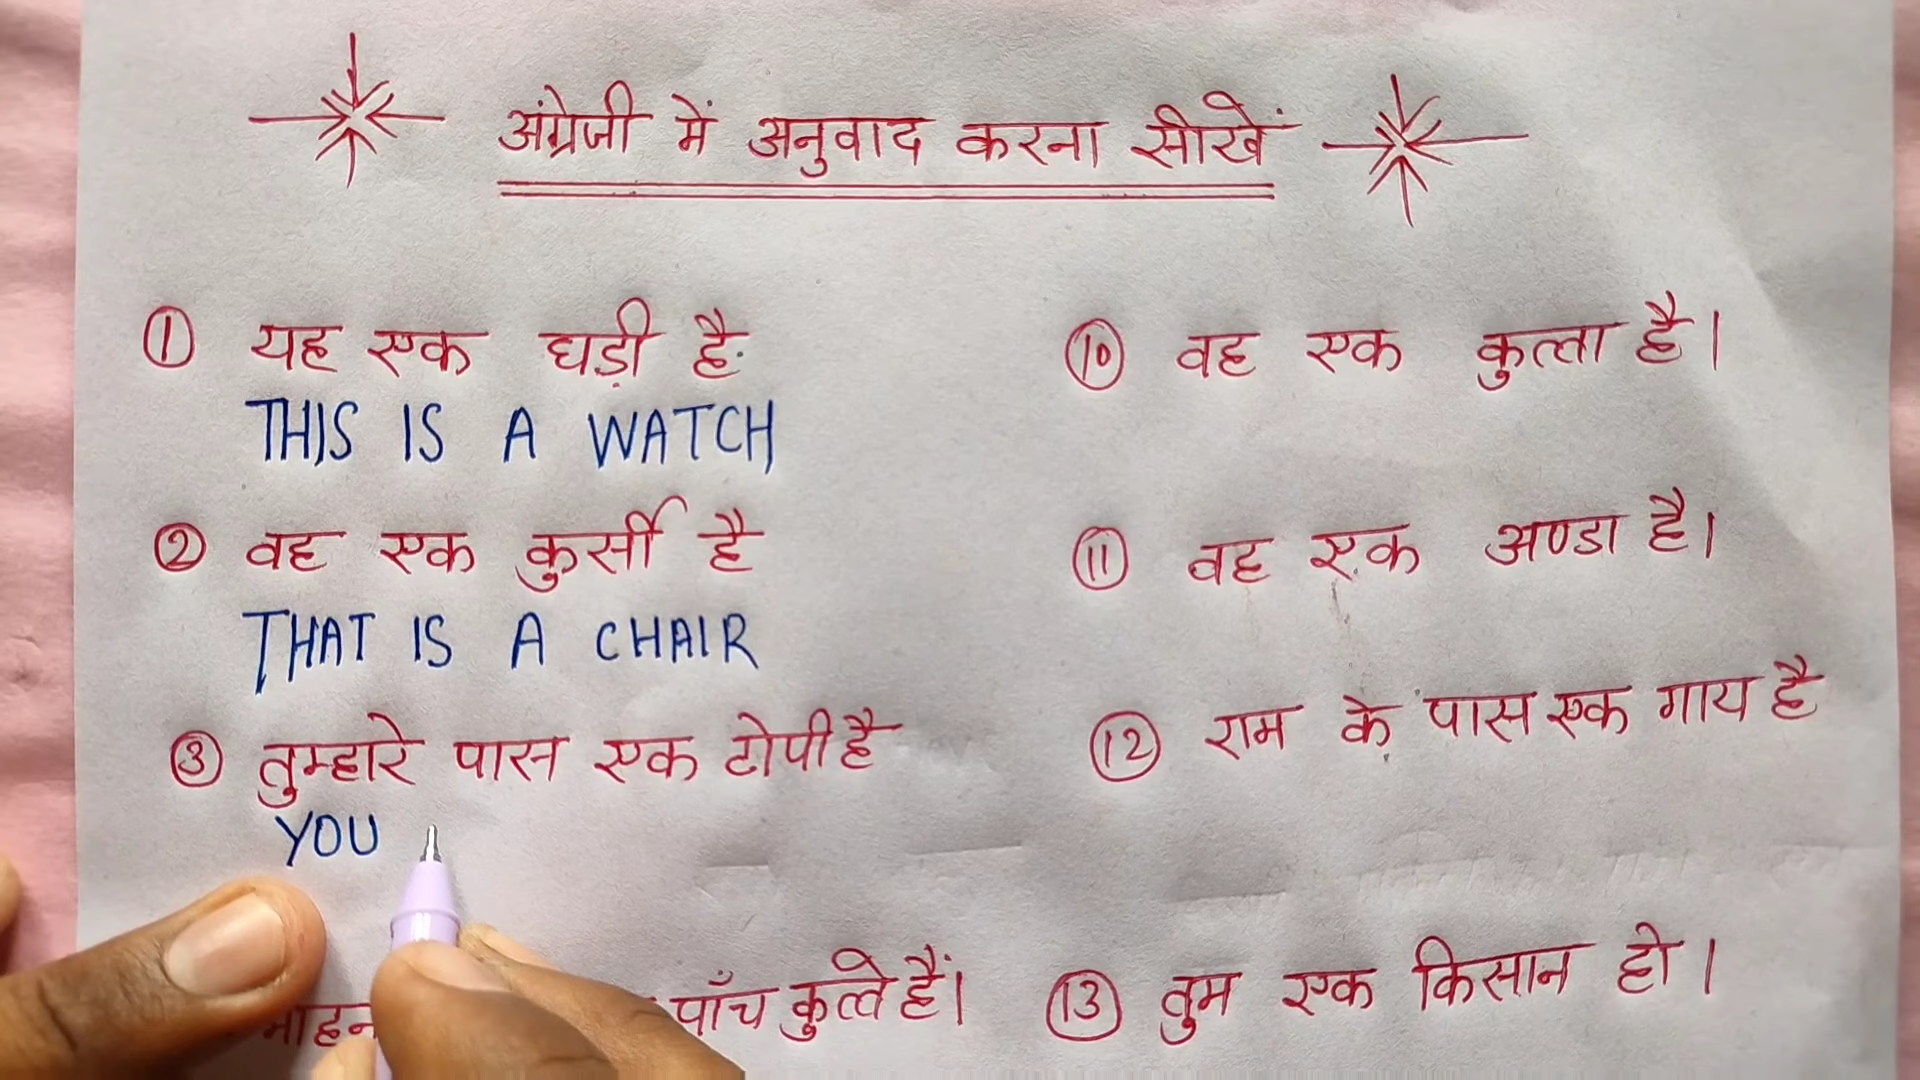 अंग्रेजी में अनुवाद करना सीखें
① यह एक घड़ी है
THIS IS A WATCH
② वह एक कुर्सी है
THAT IS A CHAIR
③ तुम्हारे पास एक टोपी है
YOU
मोहन पाँच कुत्ते हैं।
⑩ वह एक कुत्ता है।
⑪ वह एक अण्डा है।
⑫ राम के पास एक गाय है
⑬ तुम एक किसान हो।